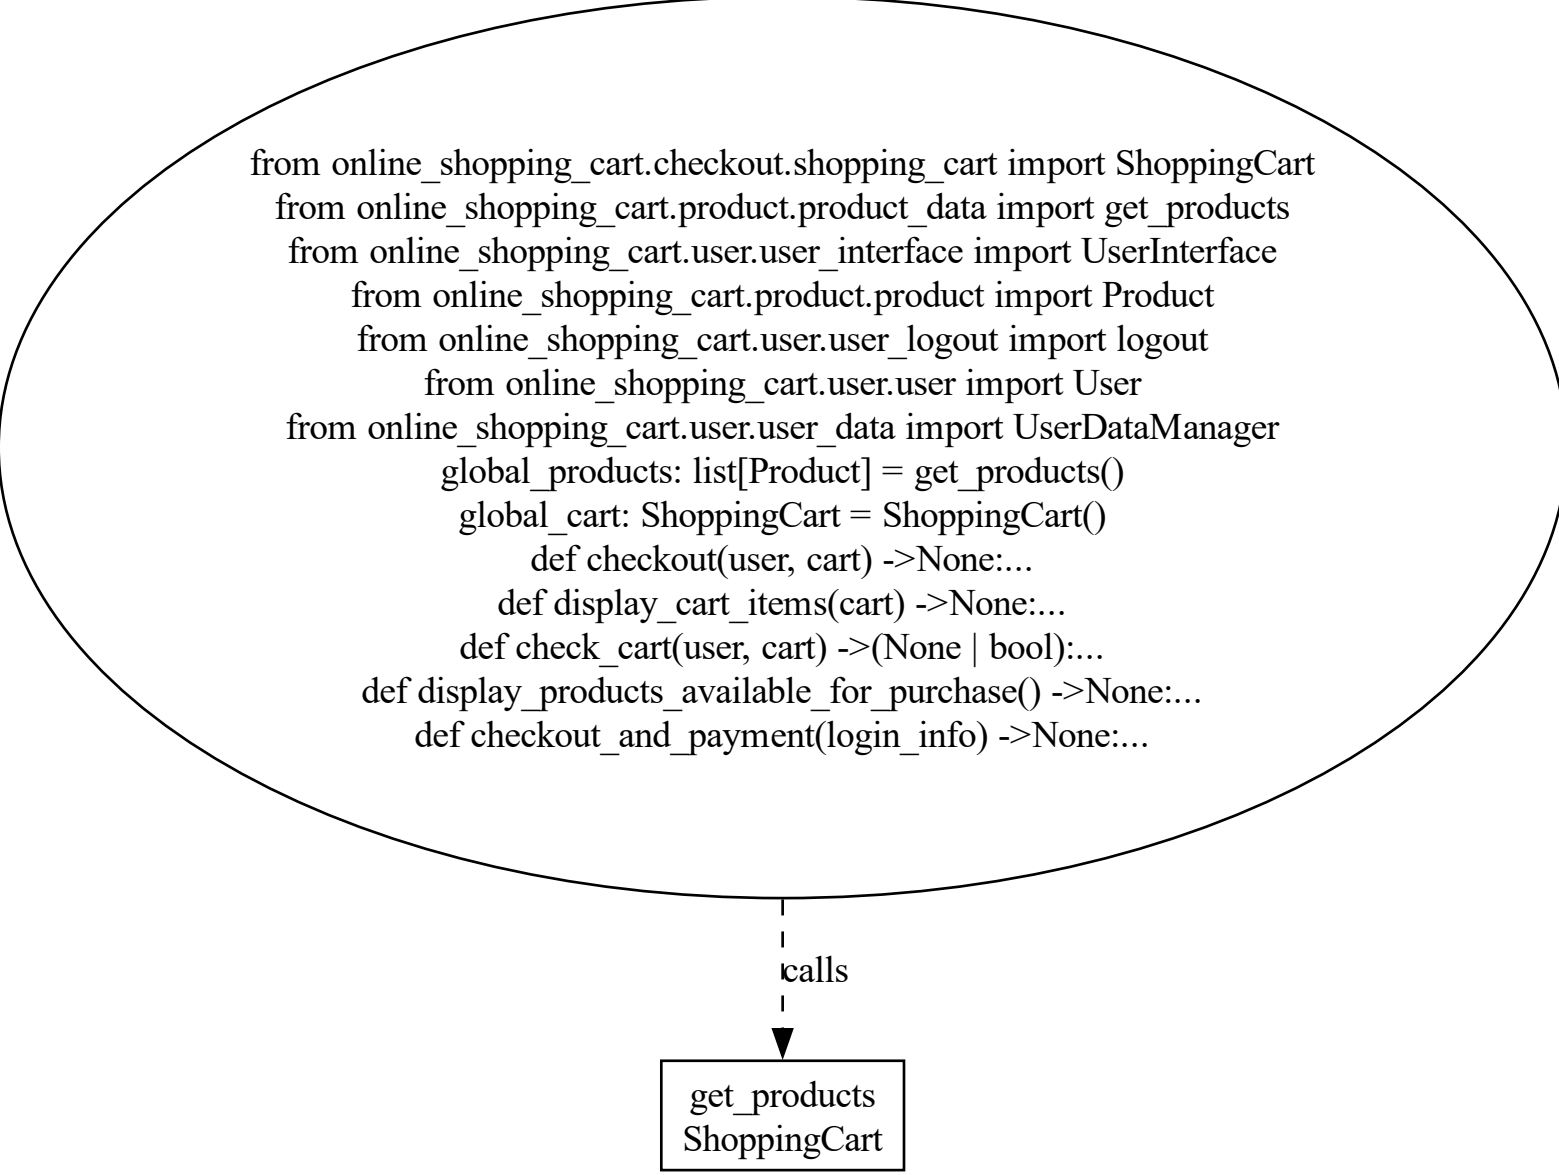 from online_shopping_cart.checkout.shopping_cart import ShoppingCart
from online_shopping_cart.product.product_data import get_products
from online_shopping_cart.user.user_interface import UserInterface
from online_shopping_cart.product.product import Product
from online_shopping_cart.user.user_logout import logout
from online_shopping_cart.user.user import User
from online_shopping_cart.user.user_data import UserDataManager
global_products: list[Product] = get_products()
global_cart: ShoppingCart = ShoppingCart()
def checkout(user, cart) ->None:...
def display_cart_items(cart) ->None:...
def check_cart(user, cart) ->(None | bool):...
def display_products_available_for_purchase() ->None:...
def checkout_and_payment(login_info) ->None:...
calls
get_products
ShoppingCart